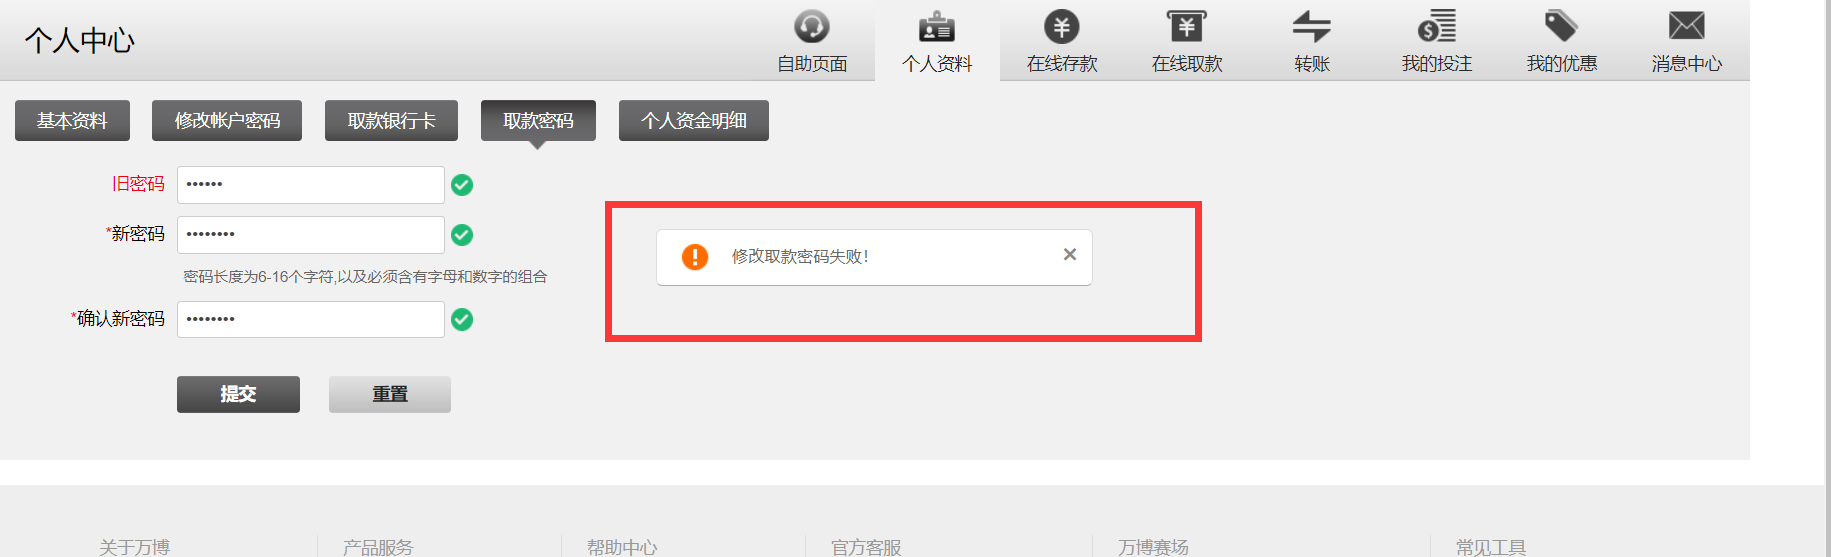 个人中心
自助页面
个人资料
在线存款
在线取款
转账
我的投注
我的优惠
消息中心
基本资料
修改帐户密码
取款银行卡
取款密码
个人资金明细
旧密码
••••••
*新密码
••••••••
密码长度为6-16个字符,以及必须含有字母和数字的组合
*确认新密码
••••••••
修改取款密码失败!
提交
重置
关于万博
产品服务
帮助中心
官方客服
万博赛场
常见工具